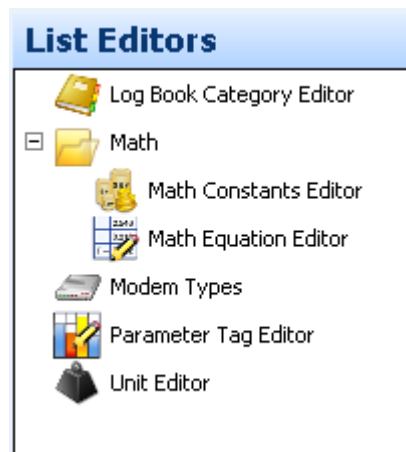 List Editors
Log Book Category Editor
Math
Math Constants Editor
Math Equation Editor
Modem Types
Parameter Tag Editor
Unit Editor